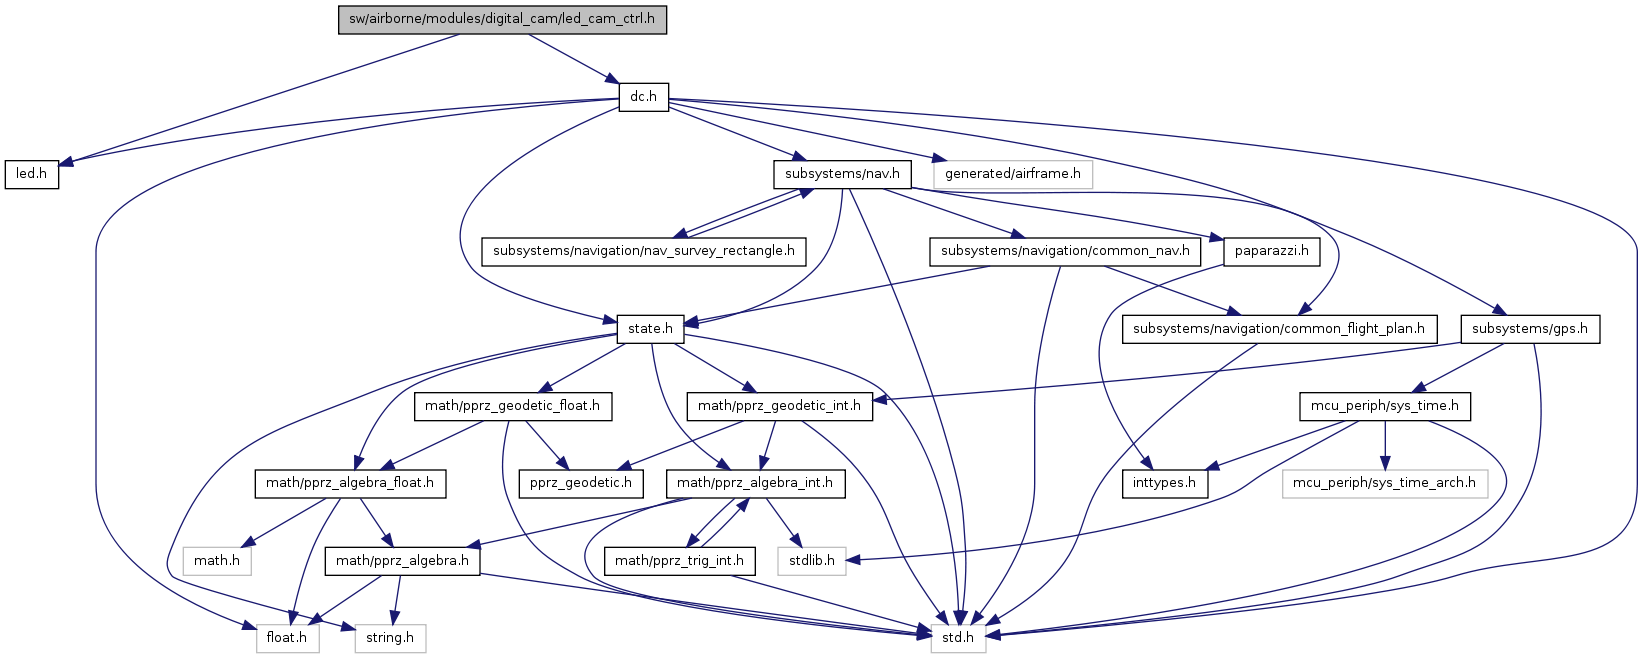 sw/airborne/modules/digital_cam/led_cam_ctrl.h
dc.h
led.h
subsystems/nav.h
generated/airframe.h
subsystems/navigation/nav_survey_rectangle.h
subsystems/navigation/common_nav.h
paparazzi.h
state.h
subsystems/navigation/common_flight_plan.h
subsystems/gps.h
math/pprz_geodetic_float.h
math/pprz_geodetic_int.h
mcu_periph/sys_time.h
math/pprz_algebra_float.h
pprz_geodetic.h
math/pprz_algebra_int.h
inttypes.h
mcu_periph/sys_time_arch.h
math.h
math/pprz_algebra.h
math/pprz_trig_int.h
stdlib.h
float.h
string.h
std.h